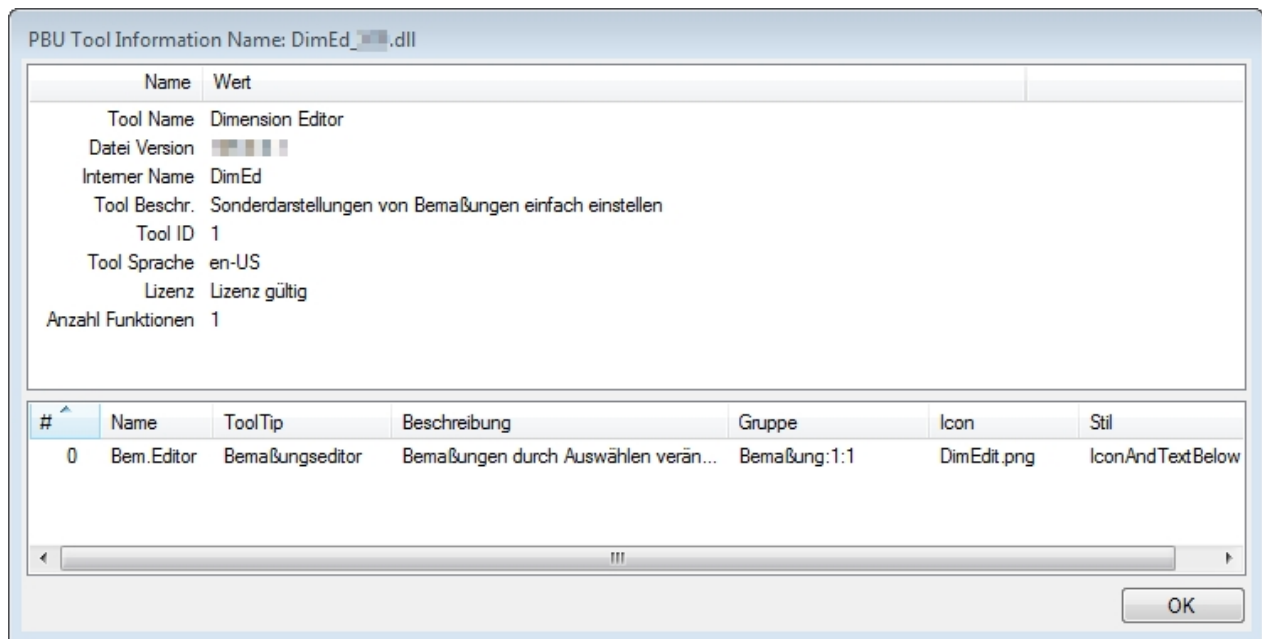 PBU Tool Information Name: DimEd_ .dll
Name Wert
Tool Name Dimension Editor
Datei Version
Interner Name DimEd
Tool Beschr. Sonderdarstellungen von Bemaßungen einfach einstellen
Tool ID 1
Tool Sprache en-US
Lizenz Lizenz gültig
Anzahl Funktionen 1
# Name ToolTip Beschreibung Gruppe Icon Stil
0 Bem.Editor Bemaßungseditor Bemaßungen durch Auswählen verän... Bemaßung:1:1 DimEdit.png IconAndTextBelow
OK